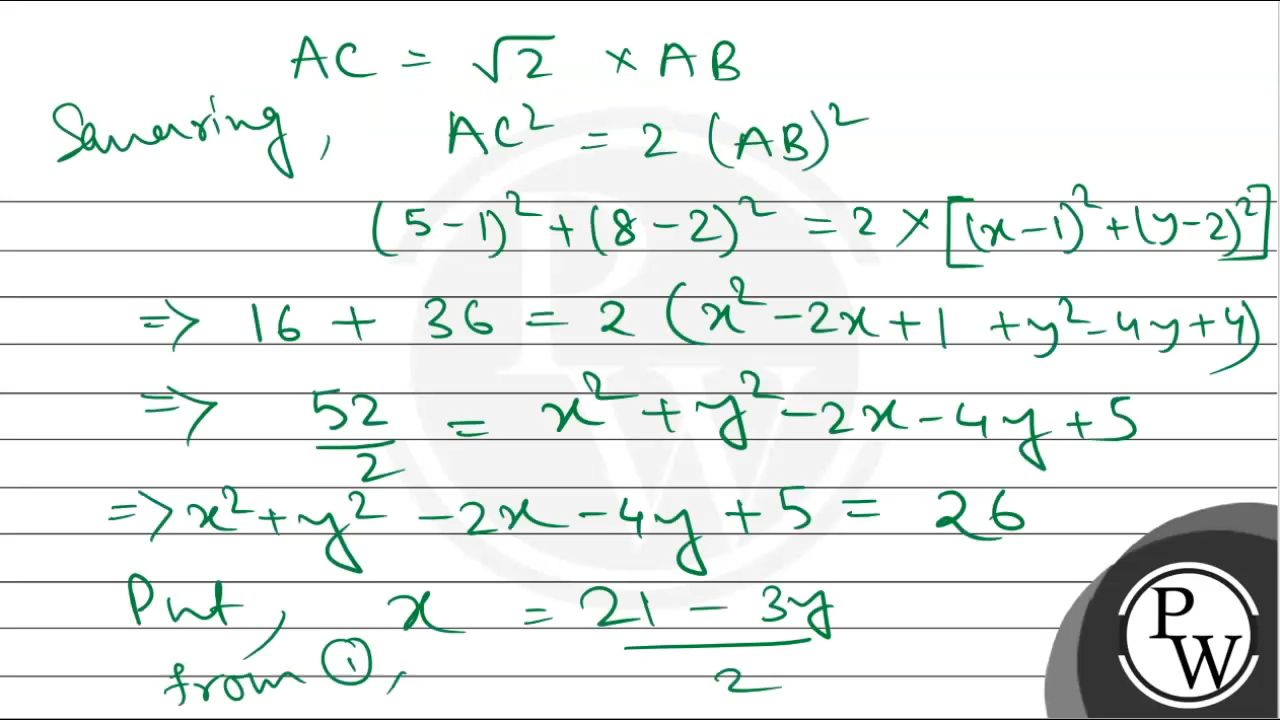 AC = √2 × AB
Squaring, AC² = 2 (AB)²
(5-1)² + (8-2)² = 2 × [(x-1)² + (y-2)²]
=> 16 + 36 = 2 (x² - 2x + 1 + y² - 4y + 4)
=> 52/2 = x² + y² - 2x - 4y + 5
=> x² + y² - 2x - 4y + 5 = 26
Put, x = 21 - 3y / 2
from ①,
P
W
PW